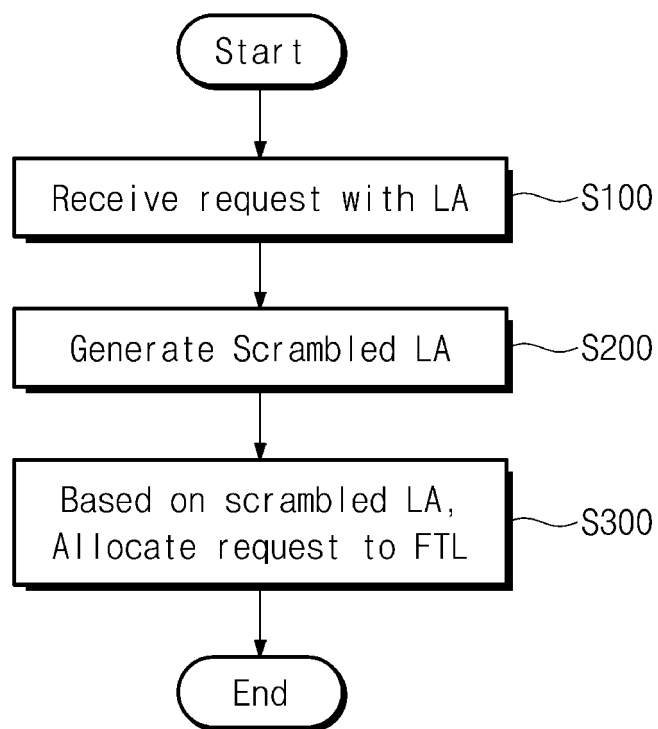 Start
Receive request with LA
S100
Generate Scrambled LA
S200
Based on scrambled LA,
Allocate request to FTL
S300
End